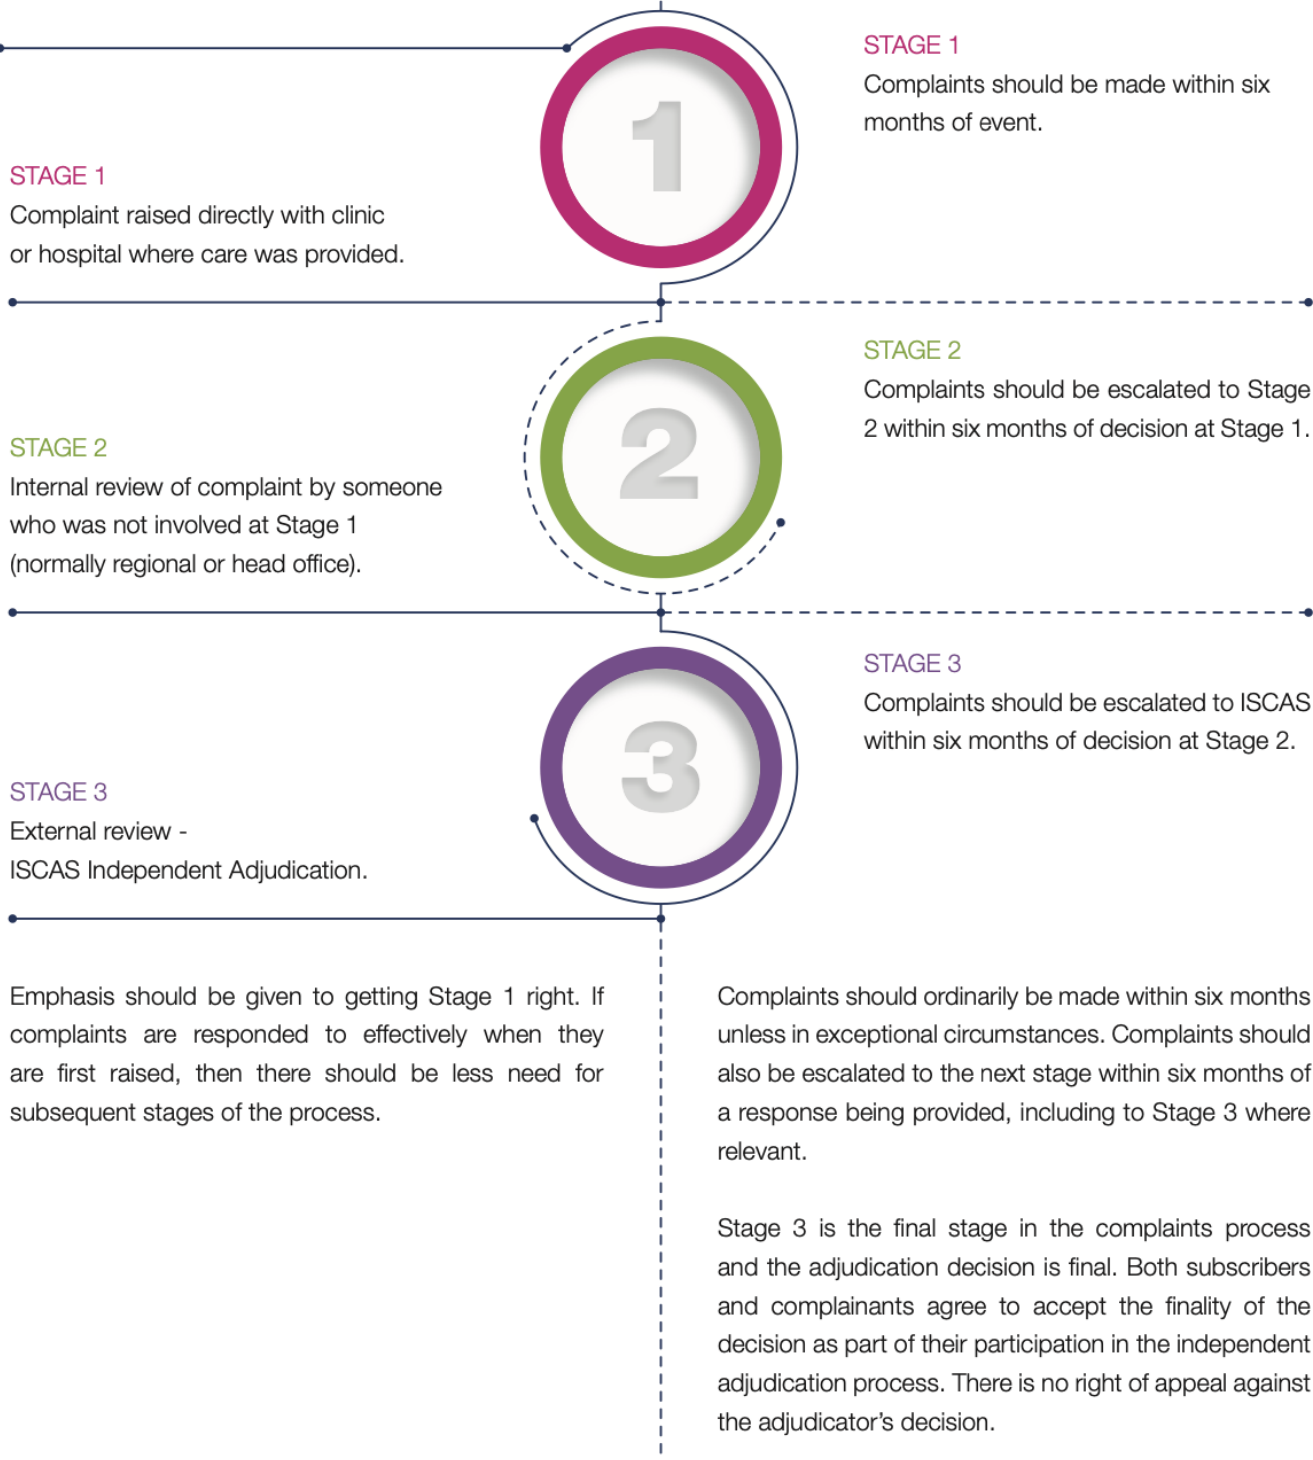 1
STAGE 1
Complaints should be made within six
months of event.
STAGE 1
Complaint raised directly with clinic
or hospital where care was provided.
2
STAGE 2
Complaints should be escalated to Stage
2 within six months of decision at Stage 1.
STAGE 2
Internal review of complaint by someone
who was not involved at Stage 1
(normally regional or head office).
3
STAGE 3
Complaints should be escalated to ISCAS
within six months of decision at Stage 2.
STAGE 3
External review -
ISCAS Independent Adjudication.
Emphasis should be given to getting Stage 1 right. If
complaints are responded to effectively when they
are first raised, then there should be less need for
subsequent stages of the process.
Complaints should ordinarily be made within six months
unless in exceptional circumstances. Complaints should
also be escalated to the next stage within six months of
a response being provided, including to Stage 3 where
relevant.
Stage 3 is the final stage in the complaints process
and the adjudication decision is final. Both subscribers
and complainants agree to accept the finality of the
decision as part of their participation in the independent
adjudication process. There is no right of appeal against
the adjudicator’s decision.